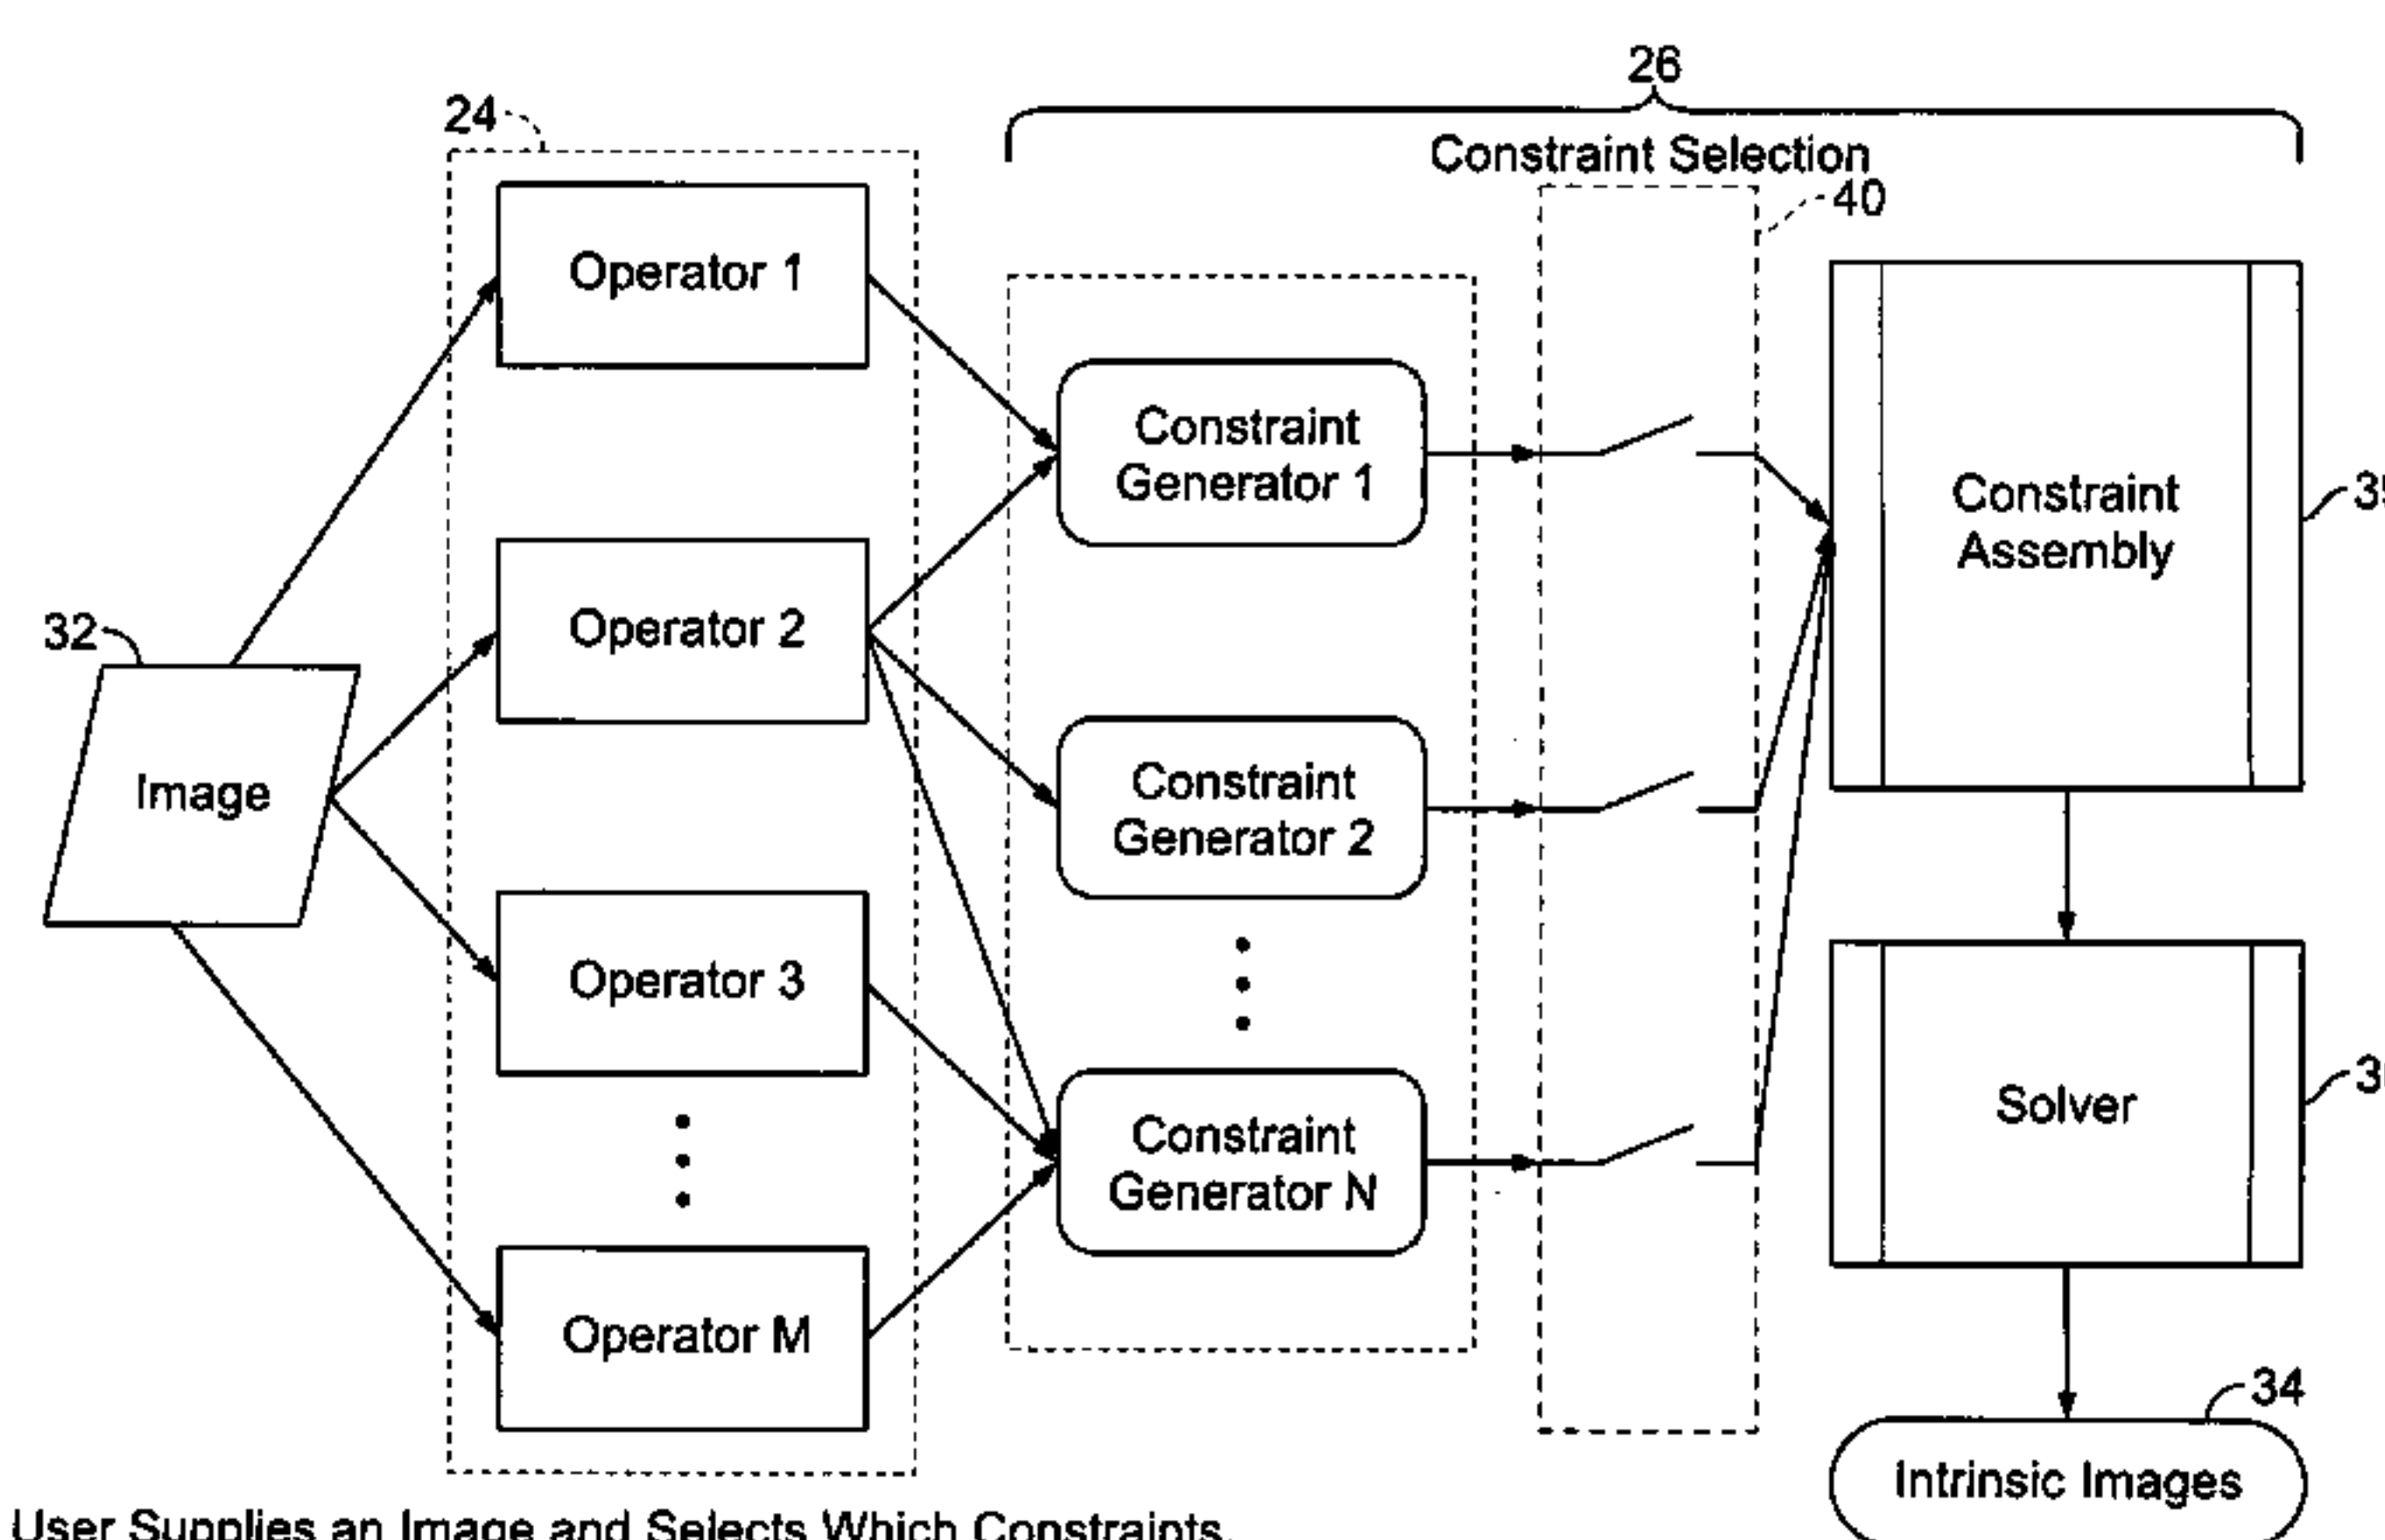 26
24
Constraint Selection
40
Operator 1
Constraint
Generator 1
Constraint
Assembly
32
Operator 2
Image
Constraint
Generator 2
Operator 3
Constraint
Generator N
Solver
Operator M
34
Intrinsic Images
User Supplies an Image and Selects Which Constraints.